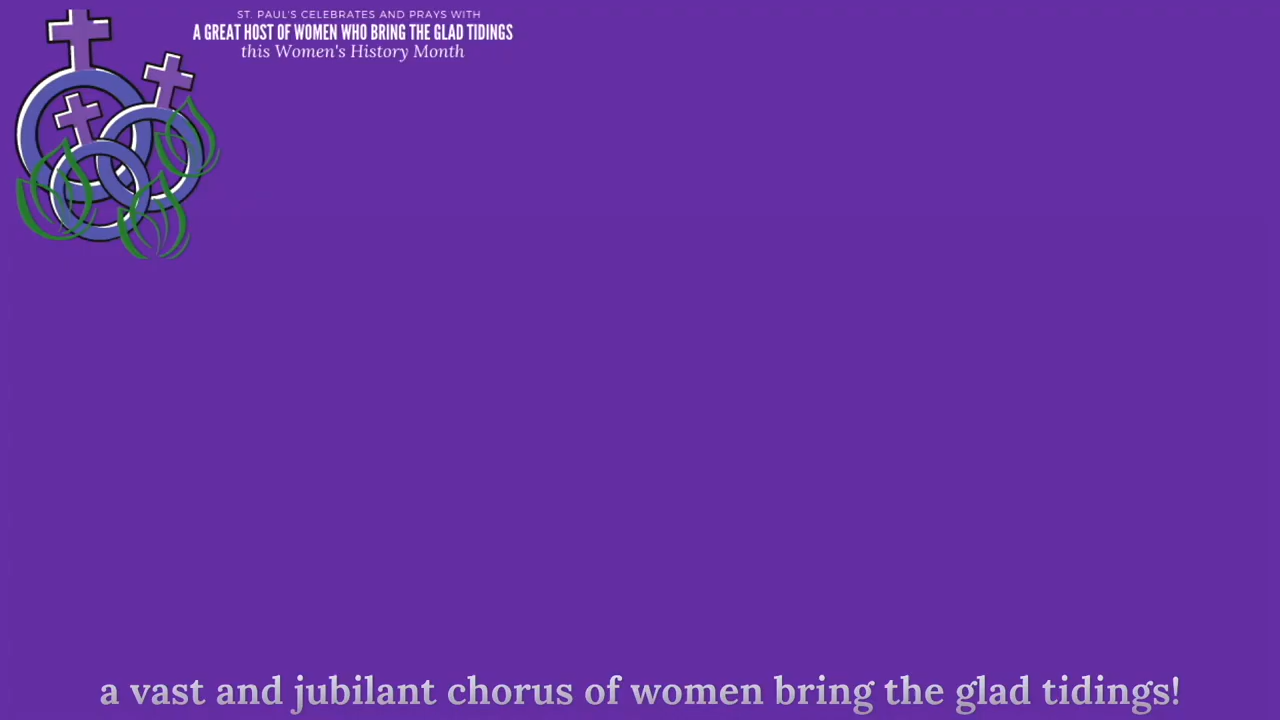 ST. PAUL'S CELEBRATES AND PRAYS WITH
A GREAT HOST OF WOMEN WHO BRING THE GLAD TIDINGS
this Women's History Month
a vast and jubilant chorus of women bring the glad tidings!